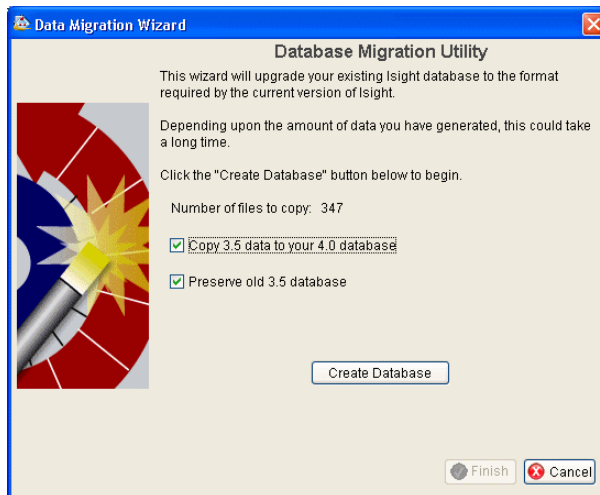 Data Migration Wizard
Database Migration Utility
This wizard will upgrade your existing Isight database to the format
required by the current version of Isight.
Depending upon the amount of data you have generated, this could take
a long time.
Click the "Create Database" button below to begin.
Number of files to copy: 347
Copy 3.5 data to your 4.0 database
Preserve old 3.5 database
Create Database
Finish Cancel